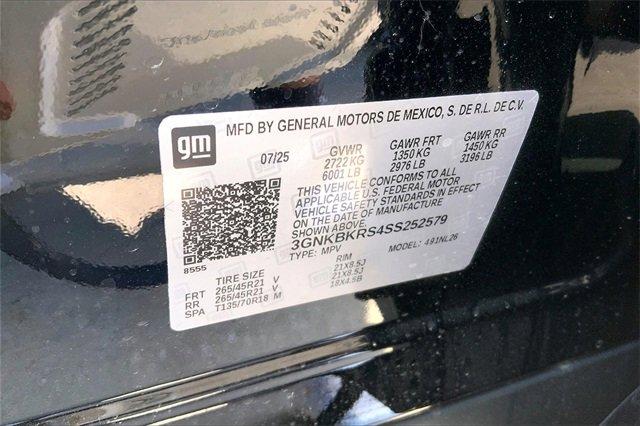 gm
MFD BY GENERAL MOTORS DE MEXICO, S. DE R.L. DE C.V.
07/25 GVWR GAWR FRT GAWR RR
2722 KG 1350 KG 1450 KG
6001 LB 2976 LB 3196 LB
THIS VEHICLE CONFORMS TO ALL
APPLICABLE U.S. FEDERAL MOTOR
VEHICLE SAFETY STANDARDS IN EFFECT
ON THE DATE OF MANUFACTURE
SHOWN ABOVE.
3GNKBKRS4SS252579
TYPE: MPV MODEL: 491NL26
8555
TIRE SIZE RIM
FRT 265/45R21 V 21X8.5J
RR 265/45R21 V 21X8.5J
SPA T135/70R18 M 18X4.5B